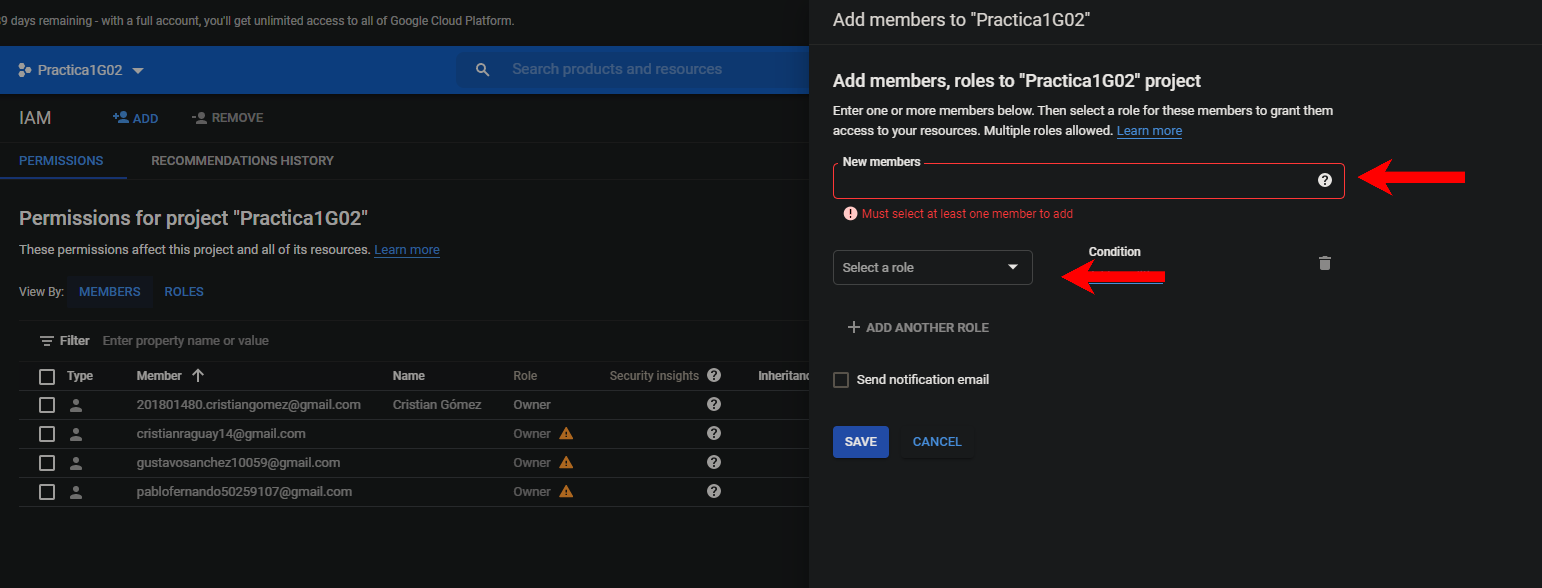 39 days remaining - with a full account, you'll get unlimited access to all of Google Cloud Platform.
Practica1G02
Search products and resources
IAM
ADD
REMOVE
PERMISSIONS
RECOMMENDATIONS HISTORY
Permissions for project "Practica1G02"
These permissions affect this project and all of its resources. Learn more
View By: MEMBERS ROLES
Filter Enter property name or value
Type Member Name Role Security insights
201801480.cristiangomez@gmail.com Cristian Gómez Owner
cristianraguay14@gmail.com Owner
gustavosanchez10059@gmail.com Owner
pablofernando50259107@gmail.com Owner
Add members to "Practica1G02"
Add members, roles to "Practica1G02" project
Enter one or more members below. Then select a role for these members to grant them
access to your resources. Multiple roles allowed. Learn more
New members
Must select at least one member to add
Select a role
Condition
ADD ANOTHER ROLE
Send notification email
SAVE
CANCEL